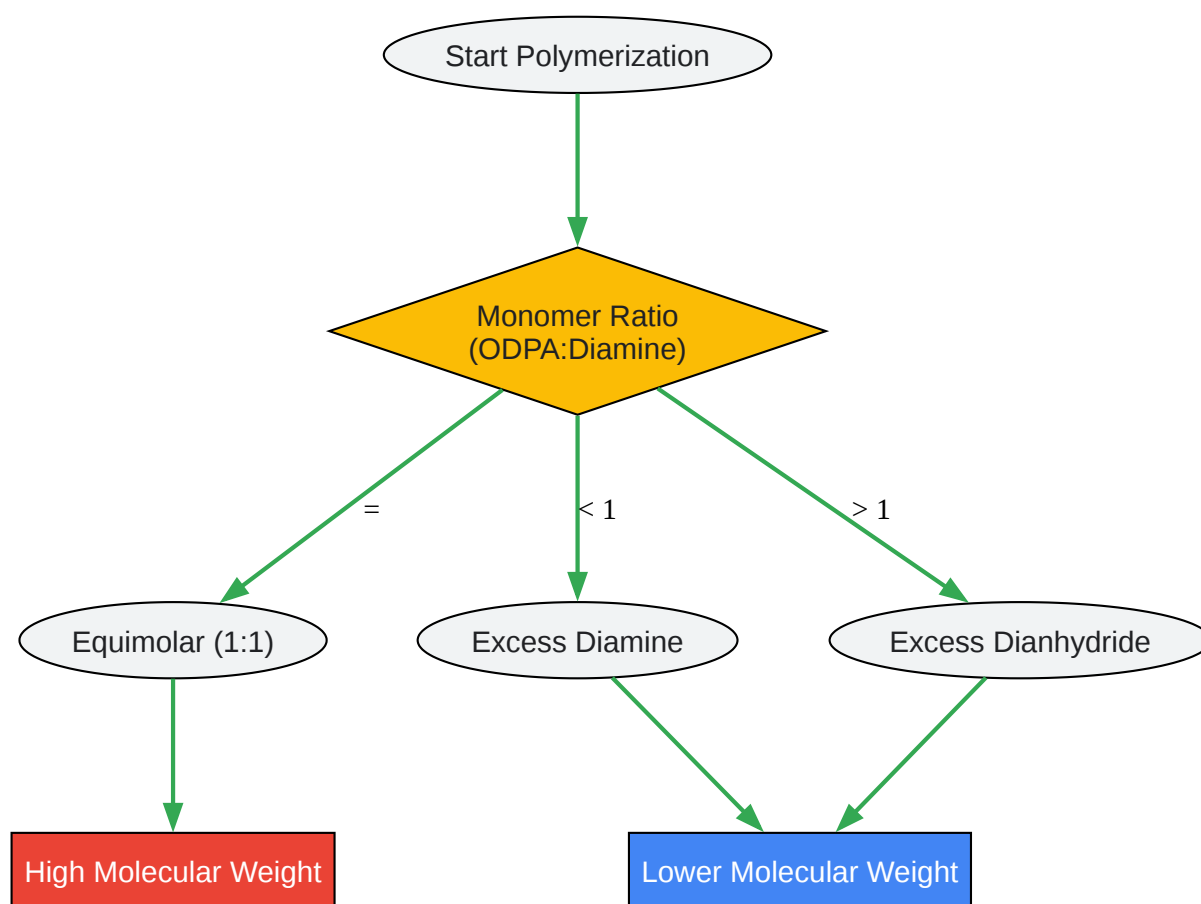 Start Polymerization
Monomer Ratio
(ODPA:Diamine)
=
< 1
> 1
Equimolar (1:1)
Excess Diamine
Excess Dianhydride
High Molecular Weight
Lower Molecular Weight